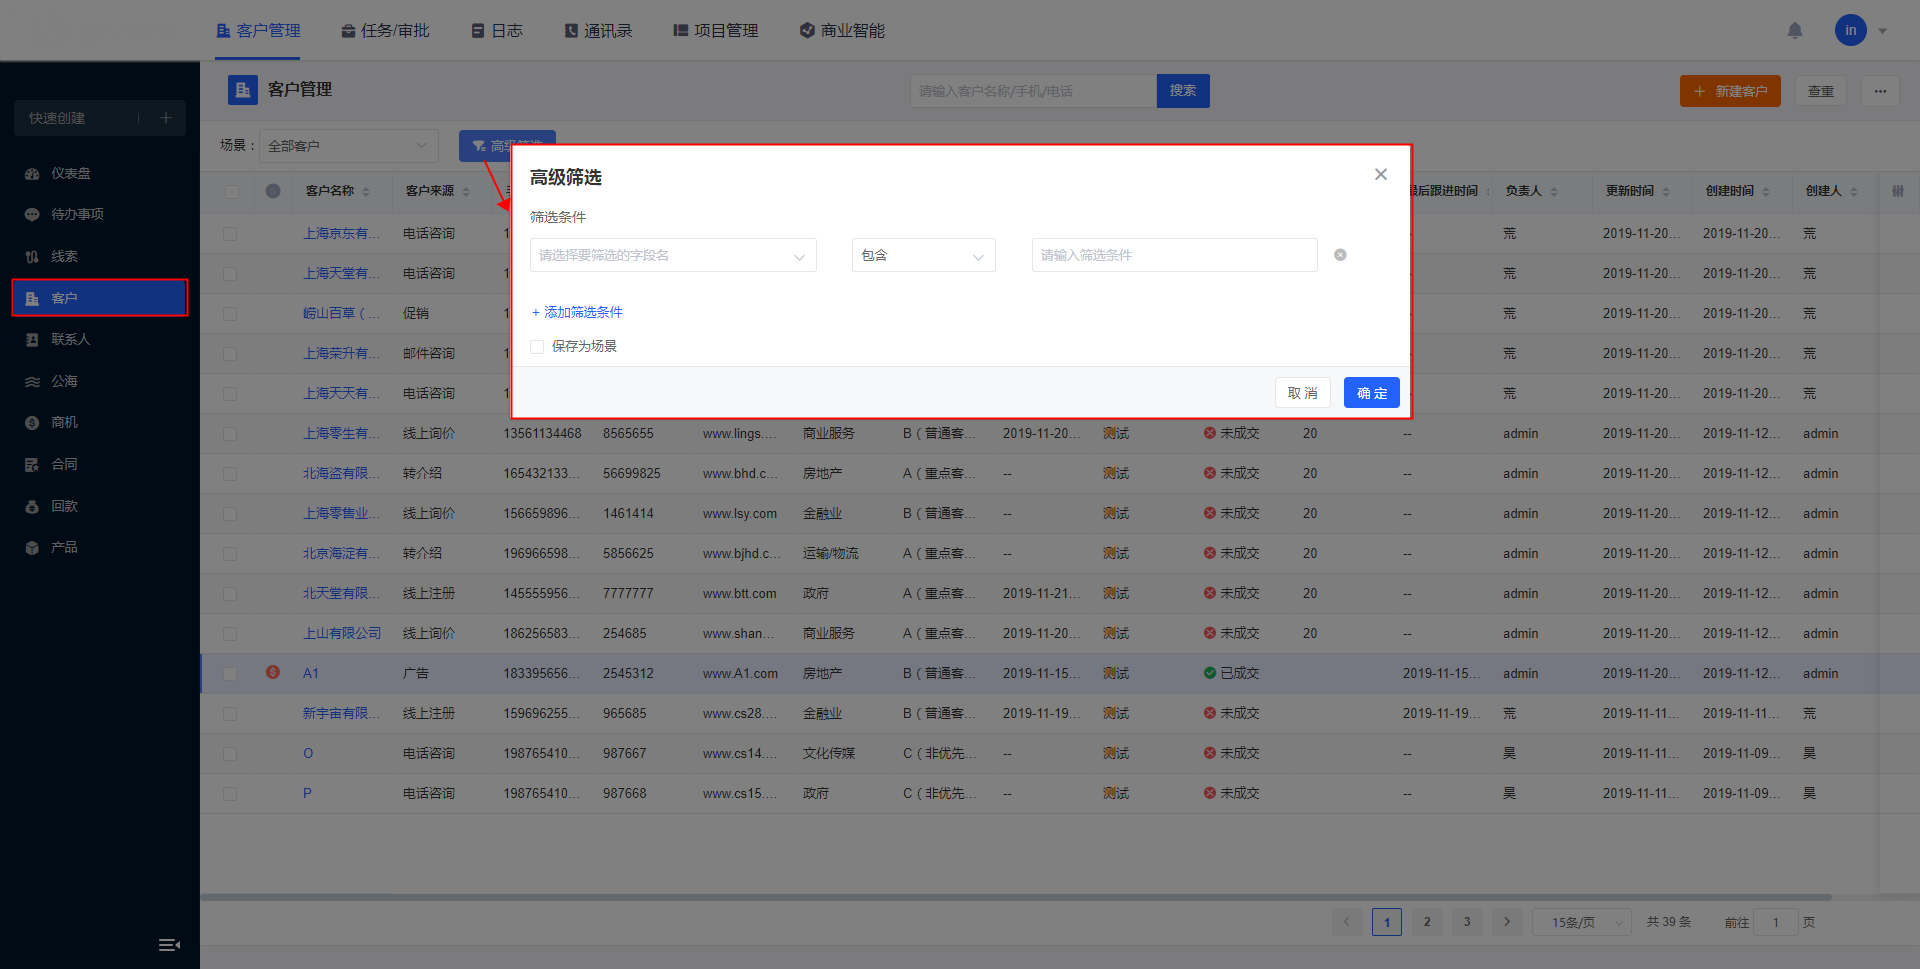 客户管理 任务/审批 日志 通讯录 项目管理 商业智能 in
客户管理 请输入客户名称/手机/电话 搜索 + 新建客户 查重 ...
快速创建 | +
仪表盘
待办事项
线索
客户
联系人
公海
商机
合同
回款
产品
场景： 全部客户
高级筛选
筛选条件
请选择要筛选的字段名 包含 请输入筛选条件
+ 添加筛选条件
保存为场景
取消 确定
客户名称 客户来源 最后跟进时间 负责人 更新时间 创建时间 创建人
上海京东有... 电话咨询 1 荒 2019-11-20... 2019-11-20... 荒
上海天堂有... 电话咨询 1 荒 2019-11-20... 2019-11-20... 荒
崂山百草（... 促销 1 荒 2019-11-20... 2019-11-20... 荒
上海荣升有... 邮件咨询 1 荒 2019-11-20... 2019-11-20... 荒
上海天天有... 电话咨询 1 荒 2019-11-20... 2019-11-20... 荒
上海零生有... 线上询价 13561134468 8565655 www.lings.... 商业服务 B（普通客... 2019-11-20... 测试 未成交 20 -- admin 2019-11-20... 2019-11-12... admin
北海盗有限... 转介绍 165432133... 56699825 www.bhd.c... 房地产 A（重点客... -- 测试 未成交 20 -- admin 2019-11-20... 2019-11-12... admin
上海零售业... 线上询价 156659896... 1461414 www.lsy.com 金融业 B（普通客... -- 测试 未成交 20 -- admin 2019-11-20... 2019-11-12... admin
北京海淀有... 转介绍 196966598... 5856625 www.bjhd.c... 运输/物流 A（重点客... -- 测试 未成交 20 -- admin 2019-11-20... 2019-11-12... admin
北天堂有限... 线上注册 145555956... 7777777 www.btt.com 政府 A（重点客... 2019-11-21... 测试 未成交 20 -- admin 2019-11-20... 2019-11-12... admin
上山有限公司 线上询价 186256583... 254685 www.shan... 商业服务 A（重点客... 2019-11-20... 测试 未成交 20 -- admin 2019-11-20... 2019-11-12... admin
A1 广告 183395656... 2545312 www.A1.com 房地产 B（普通客... 2019-11-15... 测试 已成交 2019-11-15... admin 2019-11-20... 2019-11-12... admin
新宇宙有限... 线上注册 159696255... 965685 www.cs28.... 金融业 B（普通客... 2019-11-19... 测试 未成交 2019-11-19... 荒 2019-11-11... 2019-11-11... 荒
O 电话咨询 198765410... 987667 www.cs14.... 文化传媒 C（非优先... -- 测试 未成交 -- 昊 2019-11-11... 2019-11-09... 昊
P 电话咨询 198765410... 987668 www.cs15.... 政府 C（非优先... -- 测试 未成交 -- 昊 2019-11-11... 2019-11-09... 昊
1 2 3 15条/页 共 39 条 前往 1 页